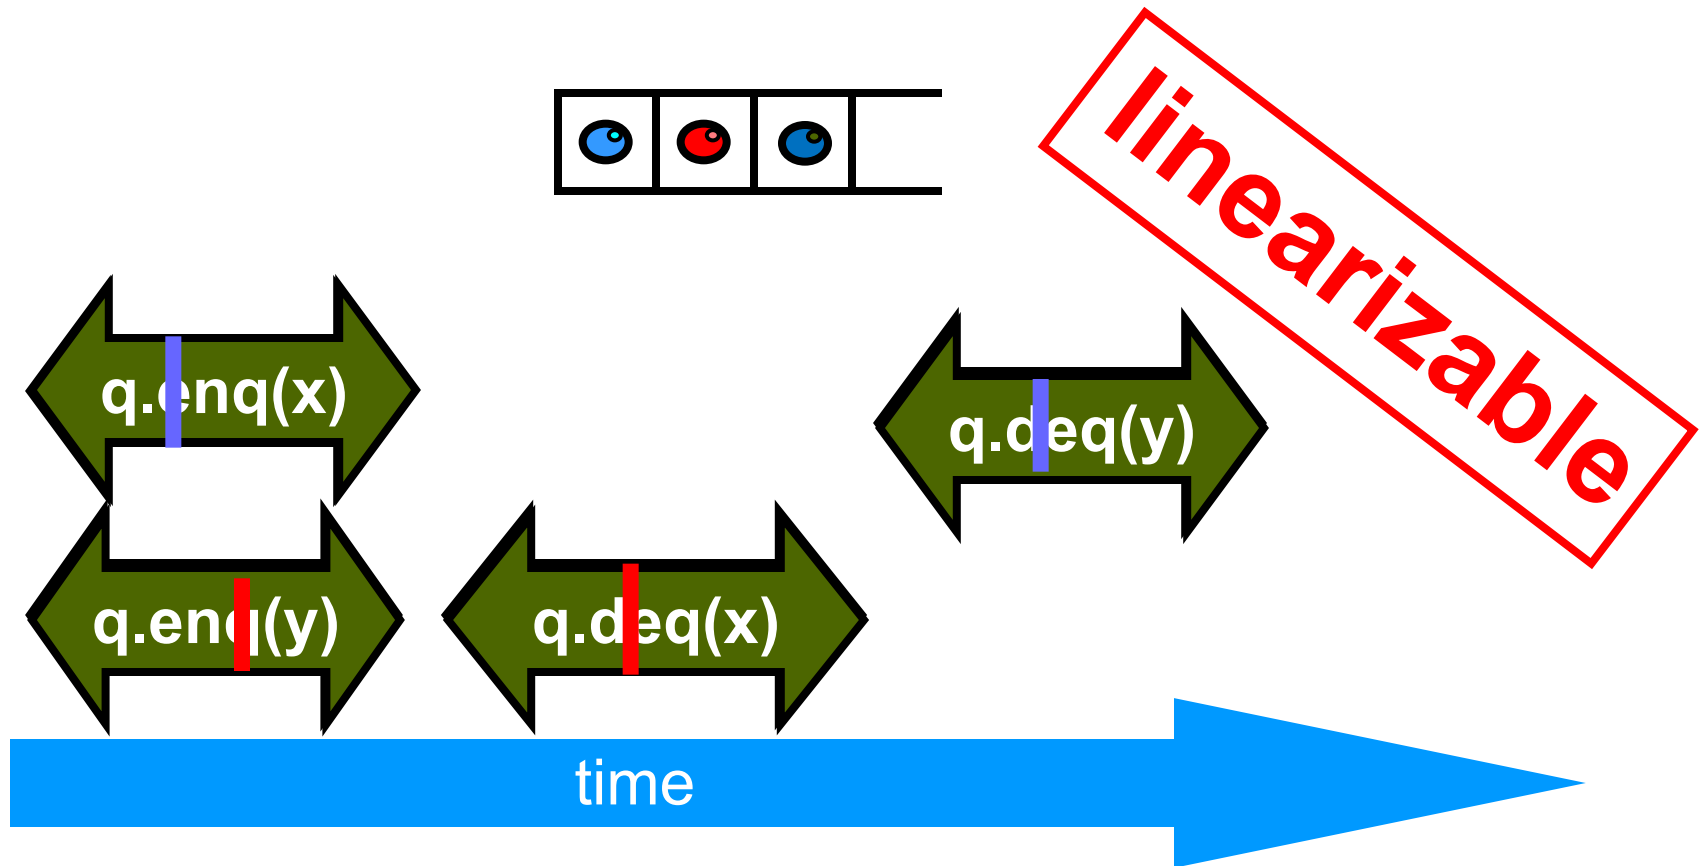 linearizable
q.enq(x)
q.deq(y)
q.enq(y)
q.deq(x)
time